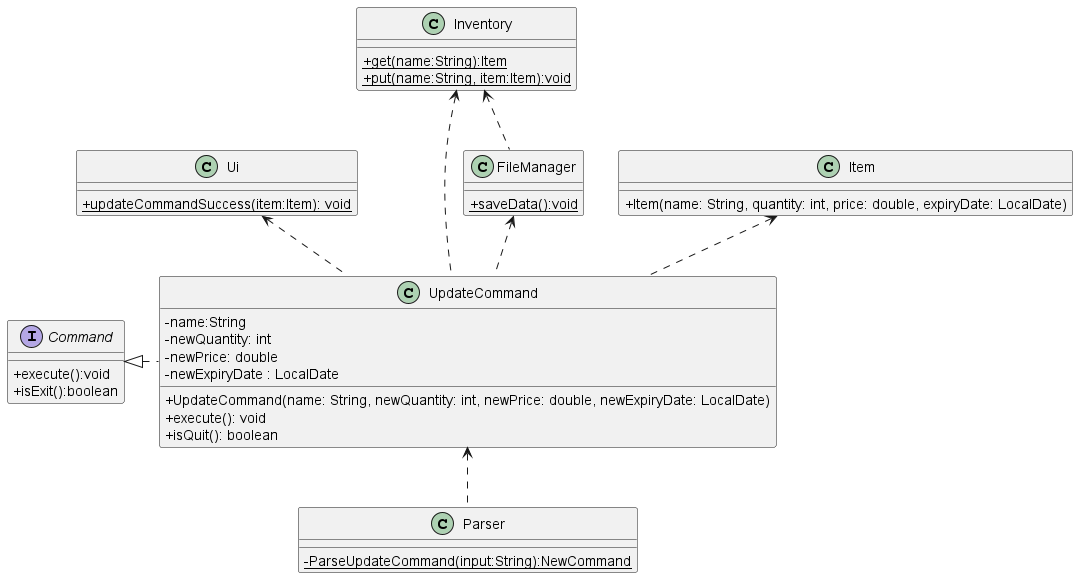 C Inventory
+get(name:String):Item
+put(name:String, item:Item):void
C Ui
+updateCommandSuccess(item:Item): void
C FileManager
+saveData():void
C Item
+Item(name: String, quantity: int, price: double, expiryDate: LocalDate)
C UpdateCommand
-name:String
-newQuantity: int
-newPrice: double
-newExpiryDate : LocalDate
+UpdateCommand(name: String, newQuantity: int, newPrice: double, newExpiryDate: LocalDate)
+execute(): void
+isQuit(): boolean
I Command
+execute():void
+isExit():boolean
C Parser
-ParseUpdateCommand(input:String):NewCommand